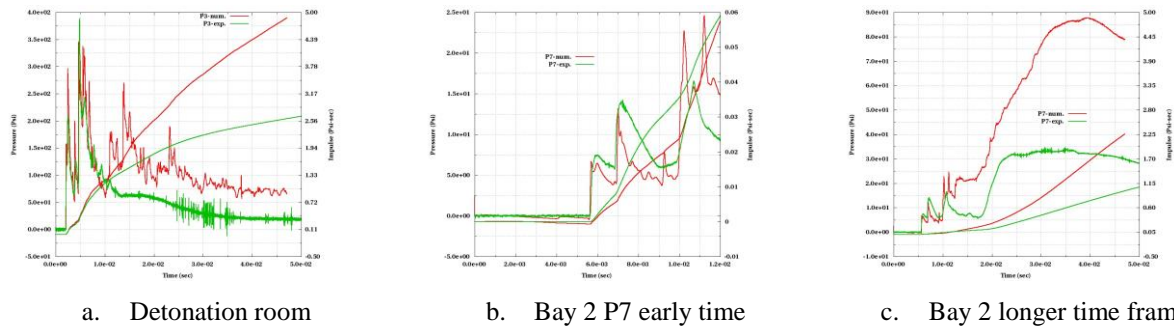 4.0e+02
3.5e+02
3.0e+02
2.5e+02
2.0e+02
1.5e+02
1.0e+02
5.0e+01
0.0e+00
-5.0e+01
Pressure (Psi)
P3-num.
P3-exp.
5.00
4.39
3.78
3.17
2.56
1.94
1.33
0.72
0.11
-0.50
Impulse (Psi-sec)
0.0e+00 1.0e-02 2.0e-02 3.0e-02 4.0e-02 5.0e-02
Time (sec)
a. Detonation room
2.5e+01
2.0e+01
1.5e+01
1.0e+01
5.0e+00
0.0e+00
-5.0e+00
Pressure (Psi)
P7-num.
P7-exp.
0.06
0.05
0.04
0.03
0.02
0.01
0
-0.01
Impulse (Psi-sec)
0.0e+00 2.0e-03 4.0e-03 6.0e-03 8.0e-03 1.0e-02 1.2e-02
Time (sec)
b. Bay 2 P7 early time
9.0e+01
8.0e+01
7.0e+01
6.0e+01
5.0e+01
4.0e+01
3.0e+01
2.0e+01
1.0e+01
0.0e+00
-1.0e+01
Pressure (Psi)
P7-num.
P7-exp.
5.00
4.45
3.90
3.35
2.80
2.25
1.70
1.15
0.60
0.05
-0.50
Impulse (Psi-sec)
0.0e+00 1.0e-02 2.0e-02 3.0e-02 4.0e-02 5.0e-02
Time (sec)
c. Bay 2 longer time fram